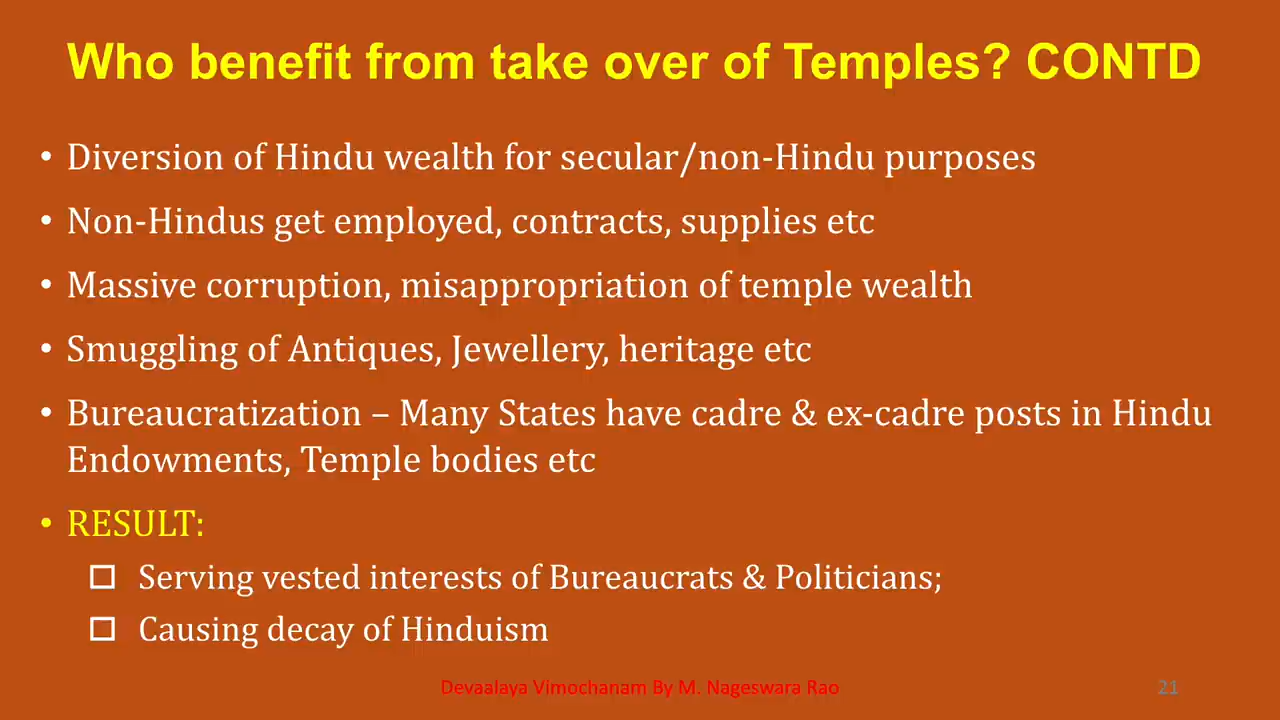 Who benefit from take over of Temples? CONTD
• Diversion of Hindu wealth for secular/non-Hindu purposes
• Non-Hindus get employed, contracts, supplies etc
• Massive corruption, misappropriation of temple wealth
• Smuggling of Antiques, Jewellery, heritage etc
• Bureaucratization – Many States have cadre & ex-cadre posts in Hindu
Endowments, Temple bodies etc
• RESULT:
☐ Serving vested interests of Bureaucrats & Politicians;
☐ Causing decay of Hinduism
Devaalaya Vimochanam By M. Nageswara Rao
21